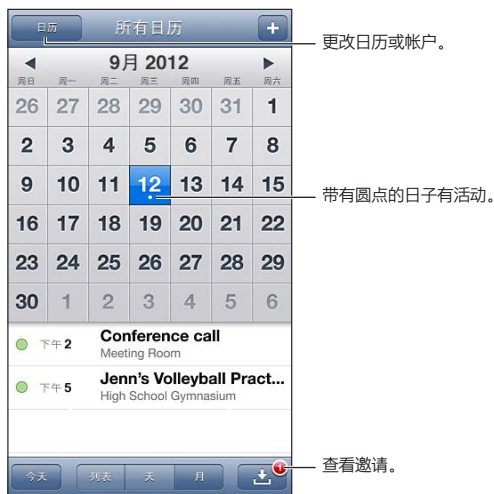 日历 所有日历 +
更改日历或帐户。
9月 2012
周日 周一 周二 周三 周四 周五 周六
26 27 28 29 30 31 1
2 3 4 5 6 7 8
9 10 11 12 13 14 15
带有圆点的日子有活动。
16 17 18 19 20 21 22
23 24 25 26 27 28 29
30 1 2 3 4 5 6
下午 2 Conference call
Meeting Room
下午 5 Jenn's Volleyball Pract...
High School Gymnasium
今天 列表 天 月 1
查看邀请。